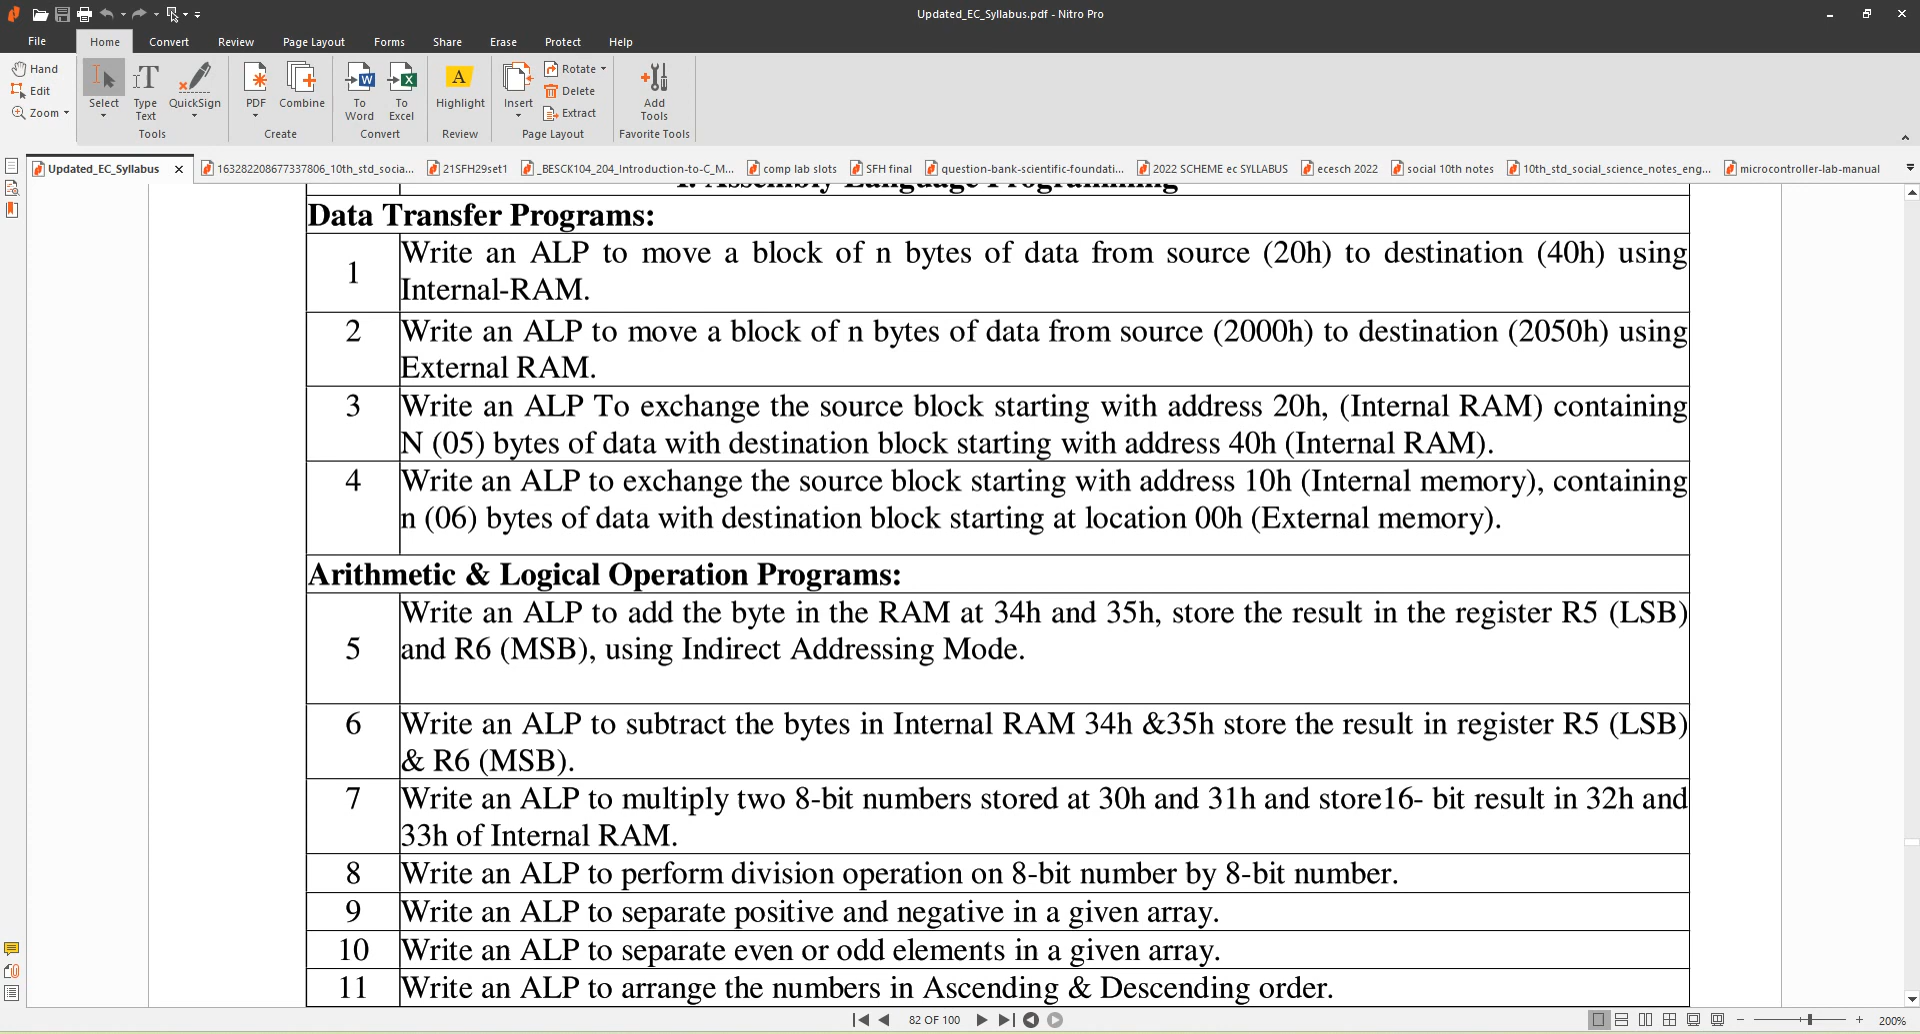 Updated_EC_Syllabus.pdf - Nitro Pro
File Home Convert Review Page Layout Forms Share Erase Protect Help
Hand
Edit
Zoom
Select
Type Text
QuickSign
Tools
PDF
Combine
Create
To Word
To Excel
Convert
Highlight
Review
Insert
Rotate
Delete
Extract
Page Layout
Add Tools
Favorite Tools
Updated_EC_Syllabus 163282208677337806_10th_std_socia... 21SFH29set1 _BESCK104_204_Introduction-to-C_M... comp lab slots SFH final question-bank-scientific-foundati... 2022 SCHEME ec SYLLABUS ecesch 2022 social 10th notes 10th_std_social_science_notes_eng... microcontroller-lab-manual
I. Assembly Language Programming
Data Transfer Programs:
1 Write an ALP to move a block of n bytes of data from source (20h) to destination (40h) using
Internal-RAM.
2 Write an ALP to move a block of n bytes of data from source (2000h) to destination (2050h) using
External RAM.
3 Write an ALP To exchange the source block starting with address 20h, (Internal RAM) containing
N (05) bytes of data with destination block starting with address 40h (Internal RAM).
4 Write an ALP to exchange the source block starting with address 10h (Internal memory), containing
n (06) bytes of data with destination block starting at location 00h (External memory).
Arithmetic & Logical Operation Programs:
5 Write an ALP to add the byte in the RAM at 34h and 35h, store the result in the register R5 (LSB)
and R6 (MSB), using Indirect Addressing Mode.
6 Write an ALP to subtract the bytes in Internal RAM 34h &35h store the result in register R5 (LSB)
& R6 (MSB).
7 Write an ALP to multiply two 8-bit numbers stored at 30h and 31h and store16- bit result in 32h and
33h of Internal RAM.
8 Write an ALP to perform division operation on 8-bit number by 8-bit number.
9 Write an ALP to separate positive and negative in a given array.
10 Write an ALP to separate even or odd elements in a given array.
11 Write an ALP to arrange the numbers in Ascending & Descending order.
82 OF 100
200%